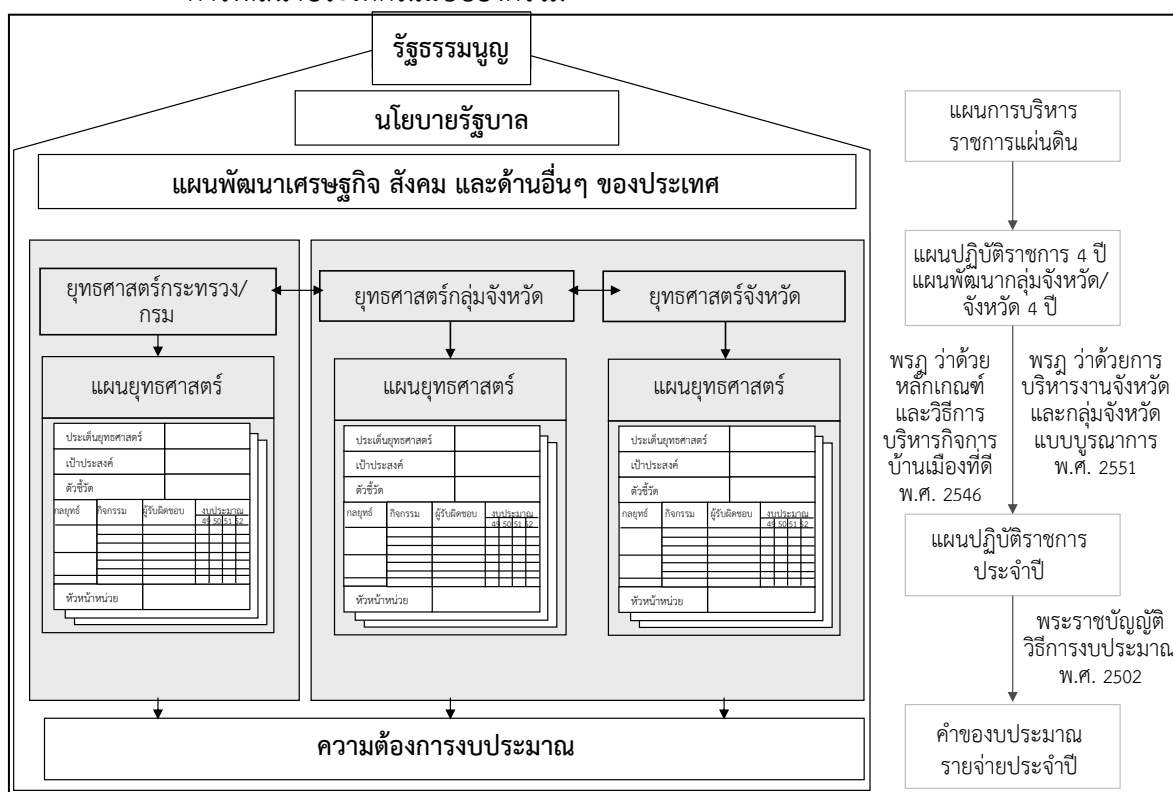 รัฐธรรมนูญ
นโยบายรัฐบาล
แผนพัฒนาเศรษฐกิจ สังคม และด้านอื่นๆ ของประเทศ
ยุทธศาสตร์กระทรวง/
กรม
ยุทธศาสตร์กลุ่มจังหวัด
ยุทธศาสตร์จังหวัด
แผนยุทธศาสตร์
ประเด็นยุทธศาสตร์
เป้าประสงค์
ตัวชี้วัด
กลยุทธ์ กิจกรรม ผู้รับผิดชอบ งบประมาณ
49 50 51 52
หัวหน้าหน่วย
แผนยุทธศาสตร์
ประเด็นยุทธศาสตร์
เป้าประสงค์
ตัวชี้วัด
กลยุทธ์ กิจกรรม ผู้รับผิดชอบ งบประมาณ
49 50 51 52
หัวหน้าหน่วย
แผนยุทธศาสตร์
ประเด็นยุทธศาสตร์
เป้าประสงค์
ตัวชี้วัด
กลยุทธ์ กิจกรรม ผู้รับผิดชอบ งบประมาณ
49 50 51 52
หัวหน้าหน่วย
ความต้องการงบประมาณ
แผนการบริหาร
ราชการแผ่นดิน
แผนปฏิบัติราชการ 4 ปี
แผนพัฒนากลุ่มจังหวัด/
จังหวัด 4 ปี
พรฎ ว่าด้วย
หลักเกณฑ์
และวิธีการ
บริหารกิจการ
บ้านเมืองที่ดี
พ.ศ. 2546
พรฎ ว่าด้วยการ
บริหารงานจังหวัด
และกลุ่มจังหวัด
แบบบูรณาการ
พ.ศ. 2551
แผนปฏิบัติราชการ
ประจำปี
พระราชบัญญัติ
วิธีการงบประมาณ
พ.ศ. 2502
คำของบประมาณ
รายจ่ายประจำปี